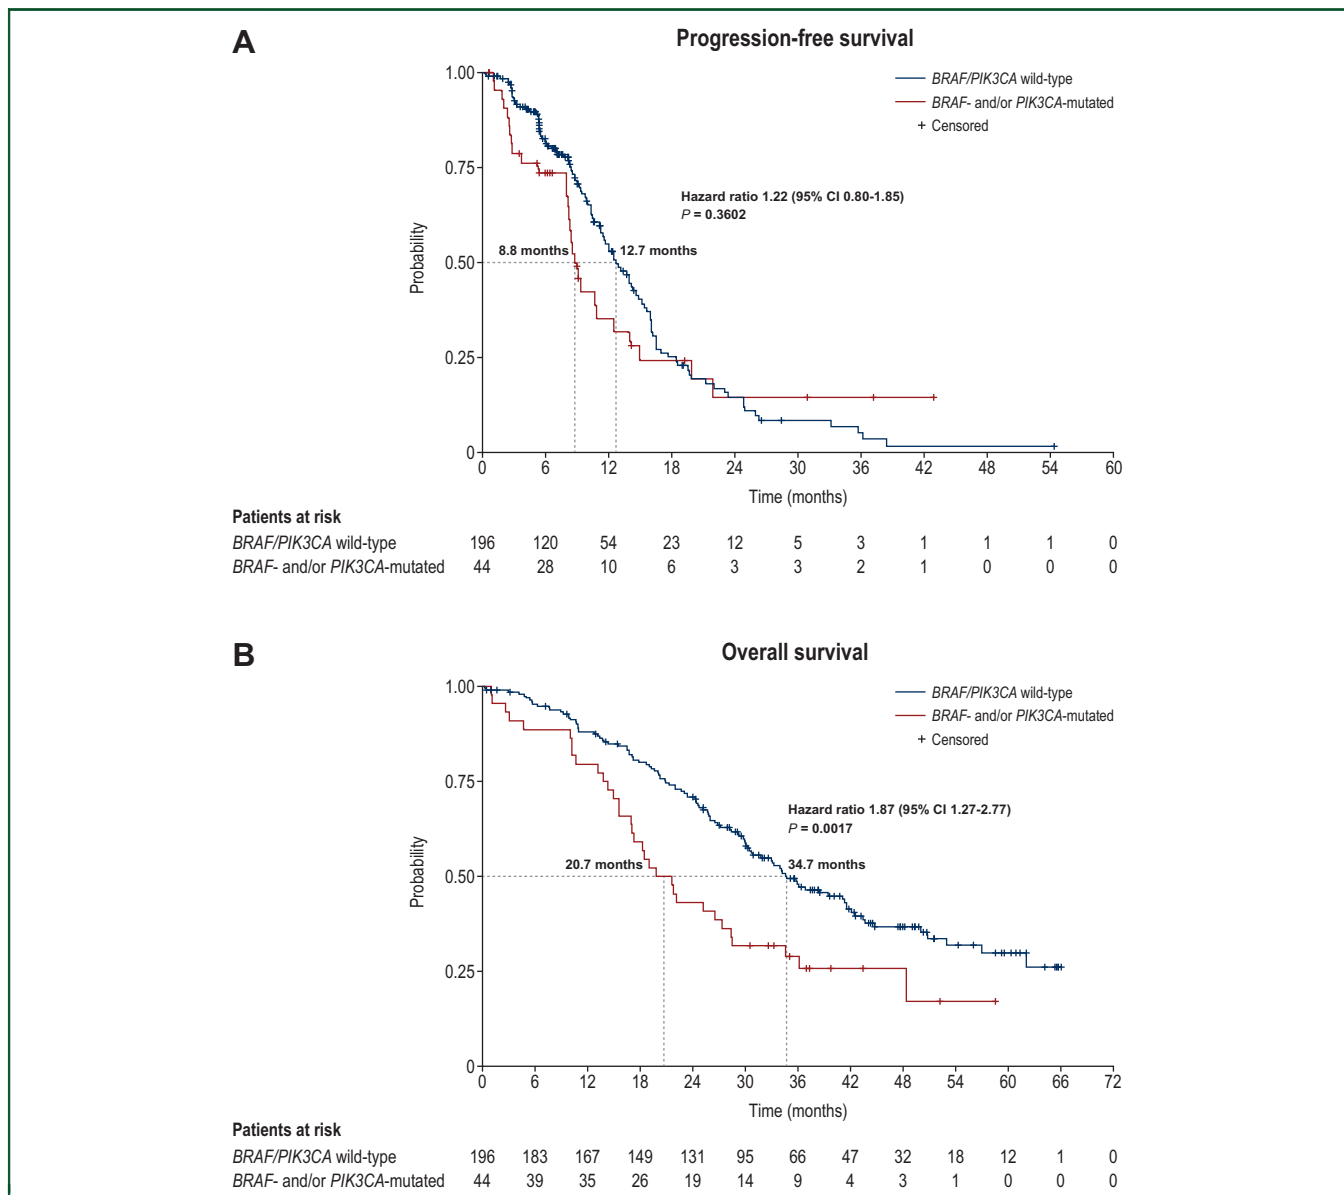 A
Progression-free survival
BRAF/PIK3CA wild-type
BRAF- and/or PIK3CA-mutated
+ Censored
Hazard ratio 1.22 (95% CI 0.80-1.85)
P = 0.3602
8.8 months
12.7 months
Probability
1.00
0.75
0.50
0.25
0
0 6 12 18 24 30 36 42 48 54 60
Time (months)
Patients at risk
BRAF/PIK3CA wild-type 196 120 54 23 12 5 3 1 1 1 0
BRAF- and/or PIK3CA-mutated 44 28 10 6 3 3 2 1 0 0 0
B
Overall survival
BRAF/PIK3CA wild-type
BRAF- and/or PIK3CA-mutated
+ Censored
Hazard ratio 1.87 (95% CI 1.27-2.77)
P = 0.0017
20.7 months
34.7 months
Probability
1.00
0.75
0.50
0.25
0
0 6 12 18 24 30 36 42 48 54 60 66 72
Time (months)
Patients at risk
BRAF/PIK3CA wild-type 196 183 167 149 131 95 66 47 32 18 12 1 0
BRAF- and/or PIK3CA-mutated 44 39 35 26 19 14 9 4 3 1 0 0 0